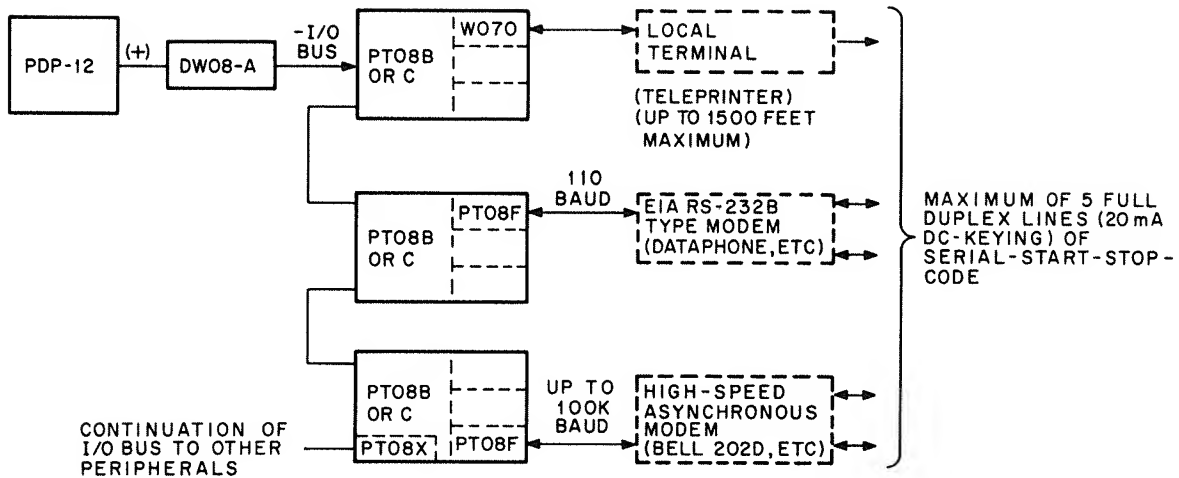 PDP-12
(+)
DW08-A
-I/O
BUS
PT08B
OR C
W070
LOCAL
TERMINAL
(TELEPRINTER)
(UP TO 1500 FEET
MAXIMUM)
PT08B
OR C
PT08F
110
BAUD
EIA RS-232B
TYPE MODEM
(DATAPHONE, ETC)
MAXIMUM OF 5 FULL
DUPLEX LINES (20 mA
DC-KEYING) OF
SERIAL-START-STOP-
CODE
PT08B
OR C
PT08X
PT08F
UP TO
100K
BAUD
HIGH-SPEED
ASYNCHRONOUS
MODEM
(BELL 202D, ETC)
CONTINUATION OF
I/O BUS TO OTHER
PERIPHERALS